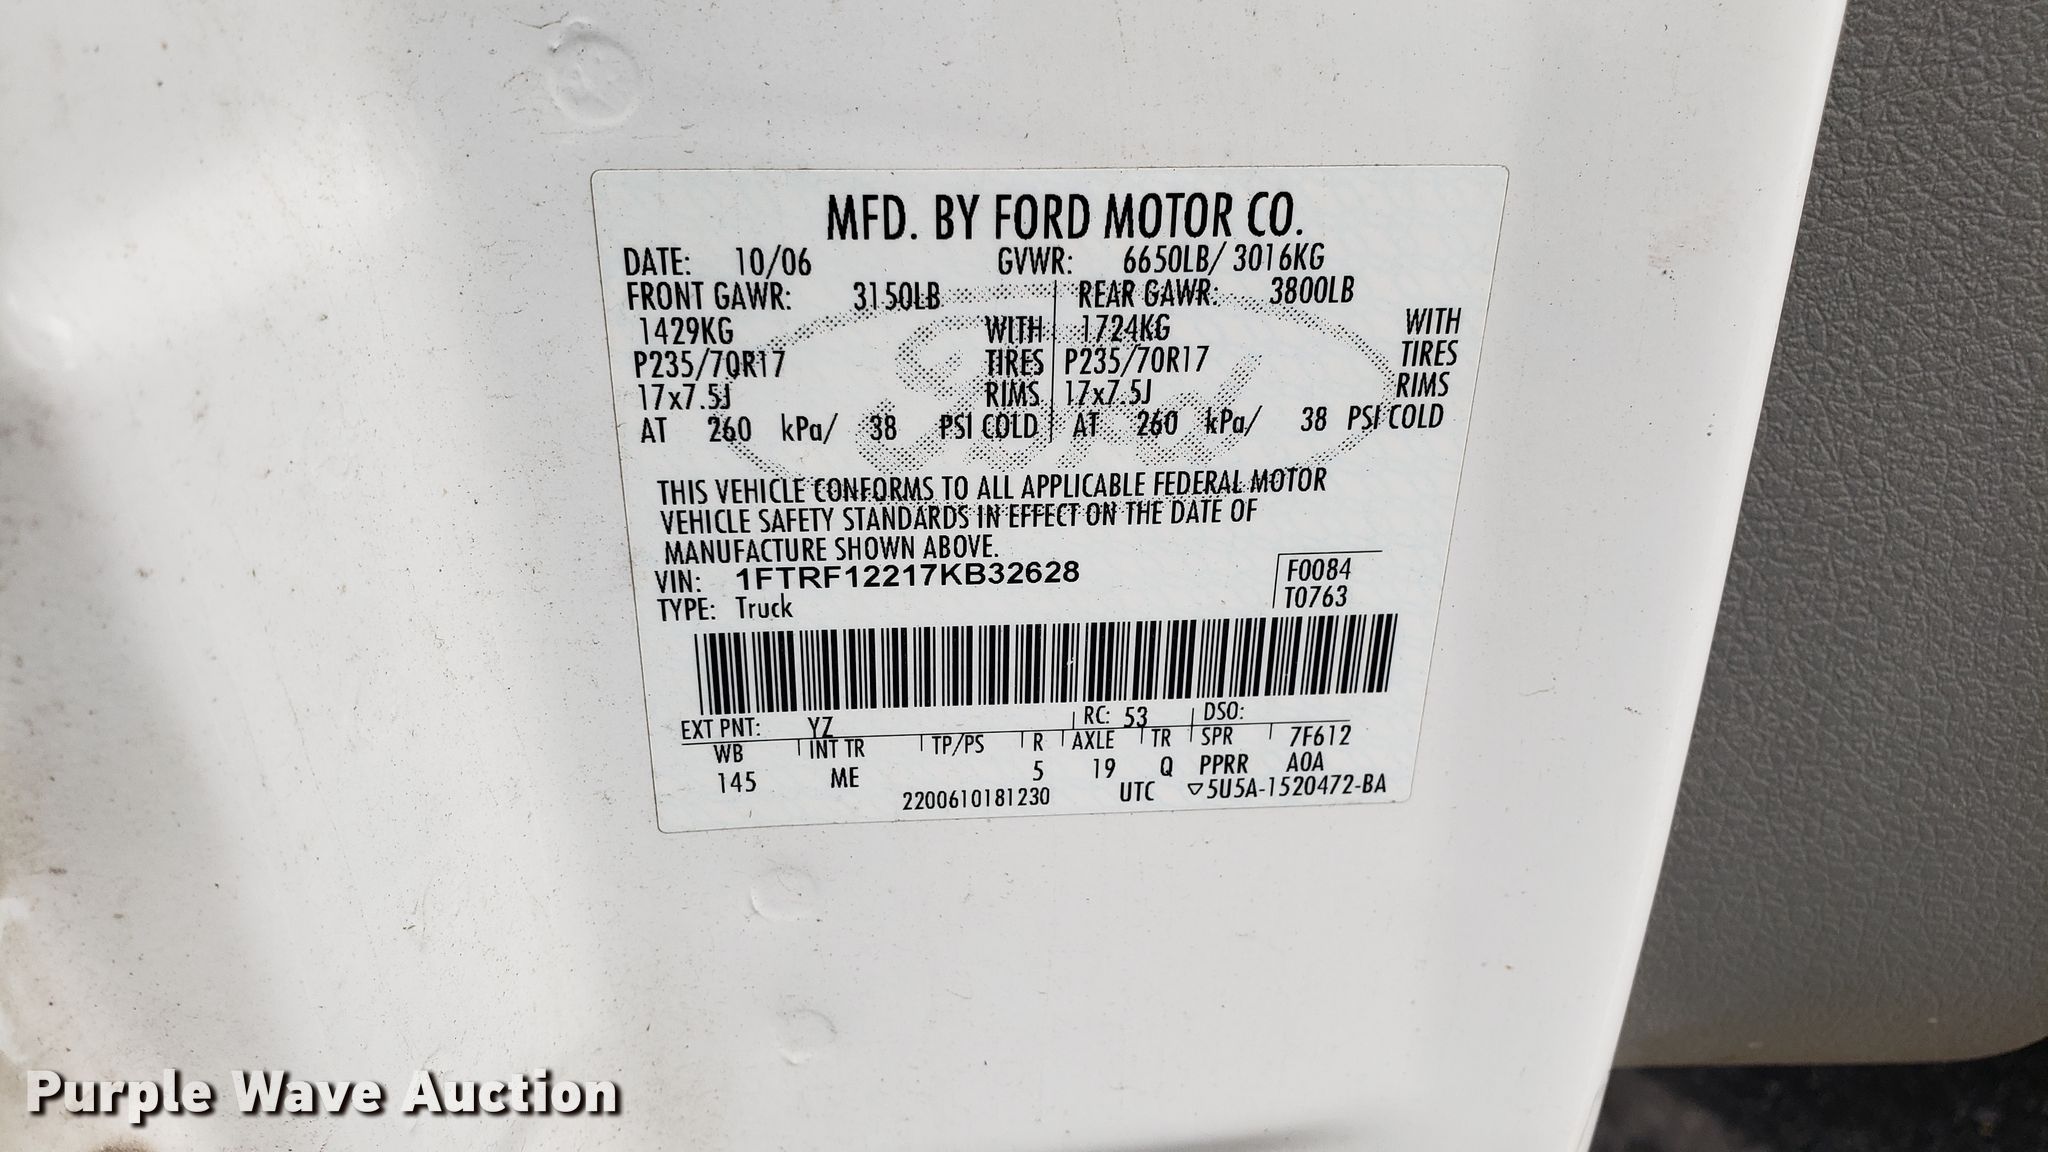 MFD. BY FORD MOTOR CO.
DATE: 10/06 GVWR: 6650LB/ 3016KG
FRONT GAWR: 3150LB REAR GAWR: 3800LB
1429KG WITH 1724KG WITH
P235/70R17 TIRES P235/70R17 TIRES
17x7.5J RIMS 17x7.5J RIMS
AT 260 kPa/ 38 PSI COLD AT 260 kPa/ 38 PSI COLD
THIS VEHICLE CONFORMS TO ALL APPLICABLE FEDERAL MOTOR
VEHICLE SAFETY STANDARDS IN EFFECT ON THE DATE OF
MANUFACTURE SHOWN ABOVE.
VIN: 1FTRF12217KB32628 F0084
TYPE: Truck T0763
EXT PNT: YZ RC: 53 DSO:
WB INT TR TP/PS R AXLE TR SPR 7F612
145 ME 5 19 Q PPRR A0A
2200610181230 UTC ▽5U5A-1520472-BA
Ford
Purple Wave Auction